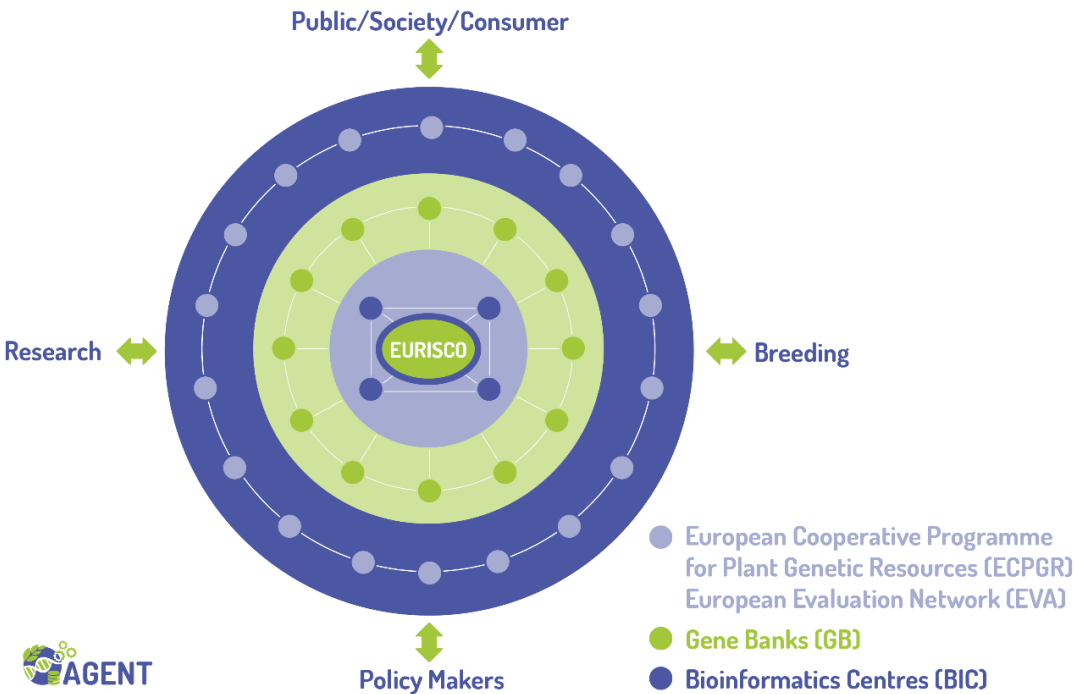 Public/Society/Consumer
Research
EURISCO
Breeding
European Cooperative Programme
for Plant Genetic Resources (ECPGR)
European Evaluation Network (EVA)
Gene Banks (GB)
AGENT
Policy Makers
Bioinformatics Centres (BIC)